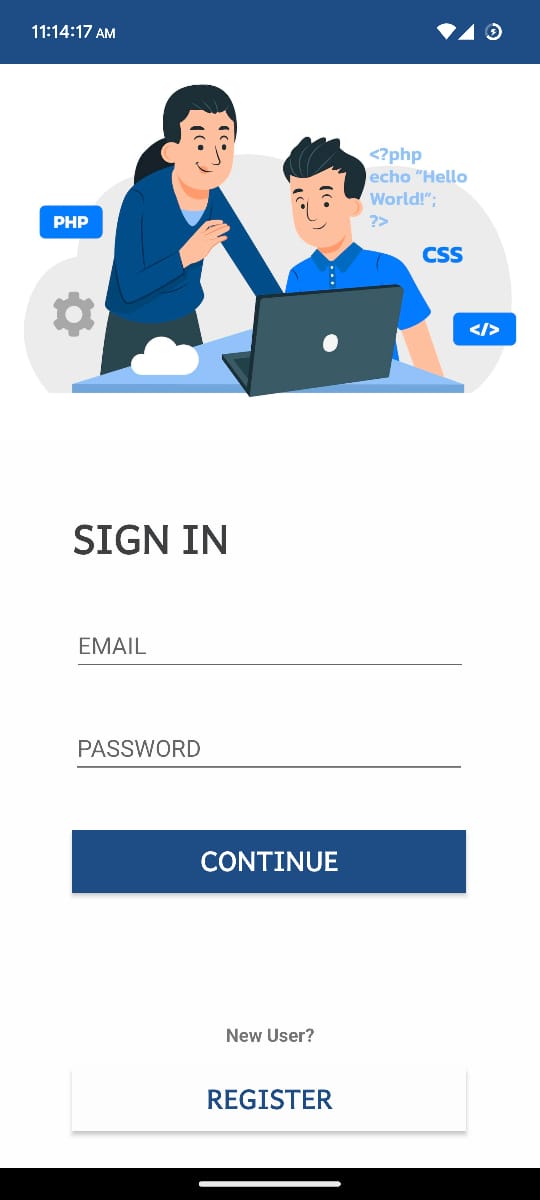 11:14:17 AM
<?php
echo "Hello
World!";
?>
PHP
CSS
</>
SIGN IN
EMAIL
PASSWORD
CONTINUE
New User?
REGISTER